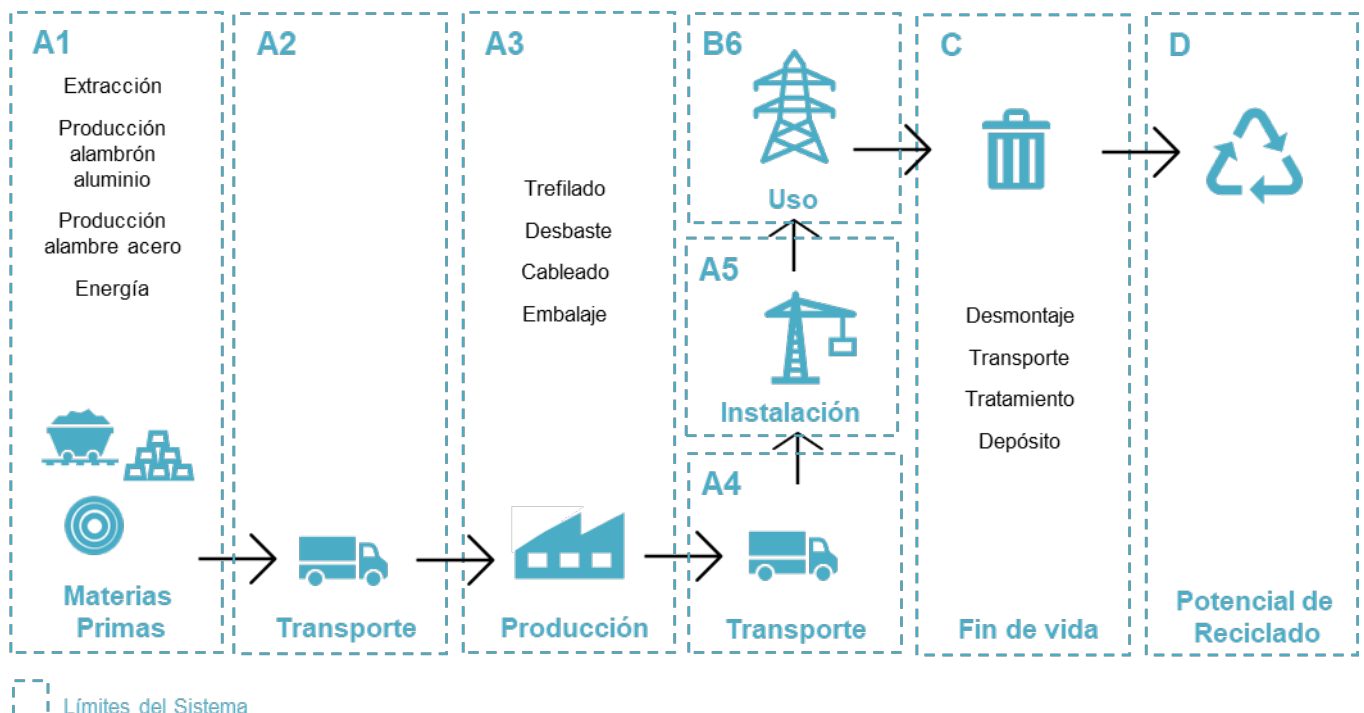 A1
Extracción
Producción
alambrón
aluminio
Producción
alambre acero
Energía
Materias
Primas
A2
Transporte
A3
Trefilado
Desbaste
Cableado
Embalaje
Producción
A4
Transporte
A5
Instalación
B6
Uso
C
Desmontaje
Transporte
Tratamiento
Depósito
Fin de vida
D
Potencial de
Reciclado
Límites del Sistema